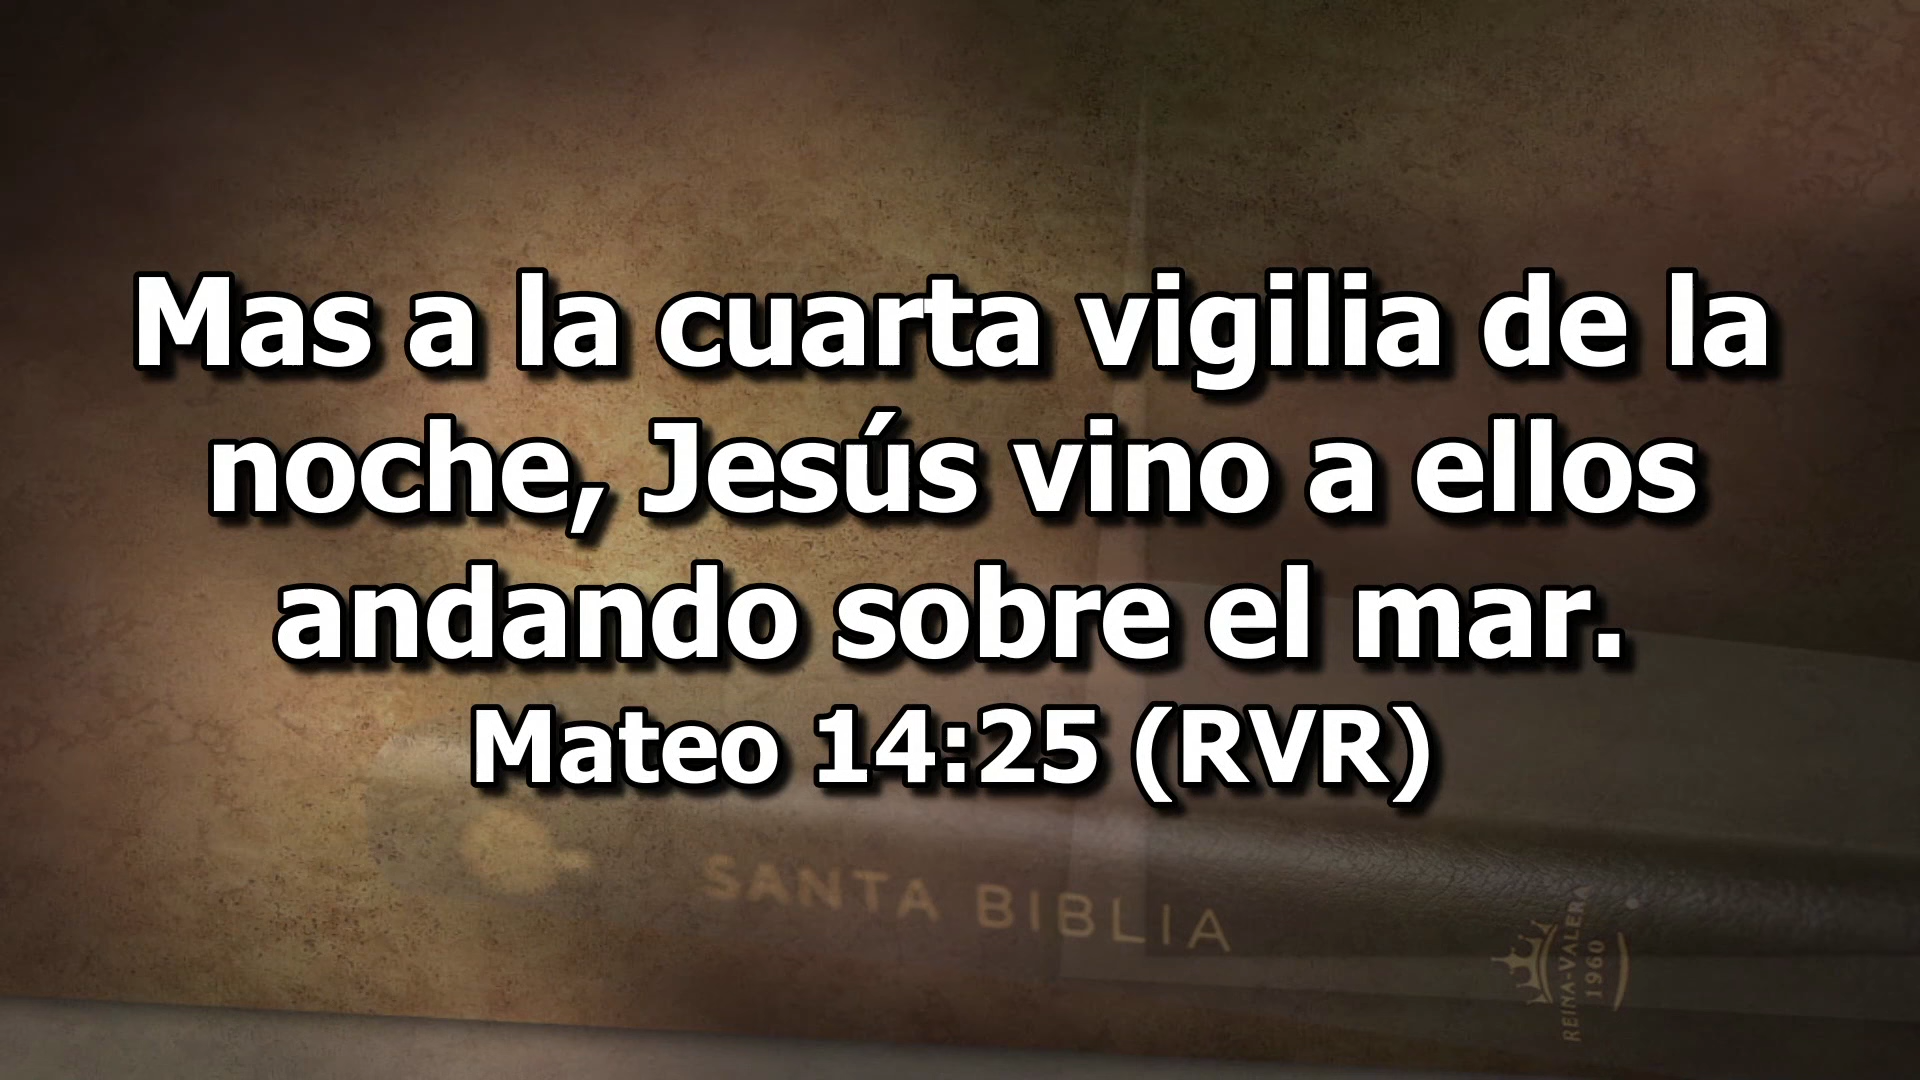 Mas a la cuarta vigilia de la
noche, Jesús vino a ellos
andando sobre el mar.
Mateo 14:25 (RVR)
SANTA BIBLIA
REINA-VALERA
1960